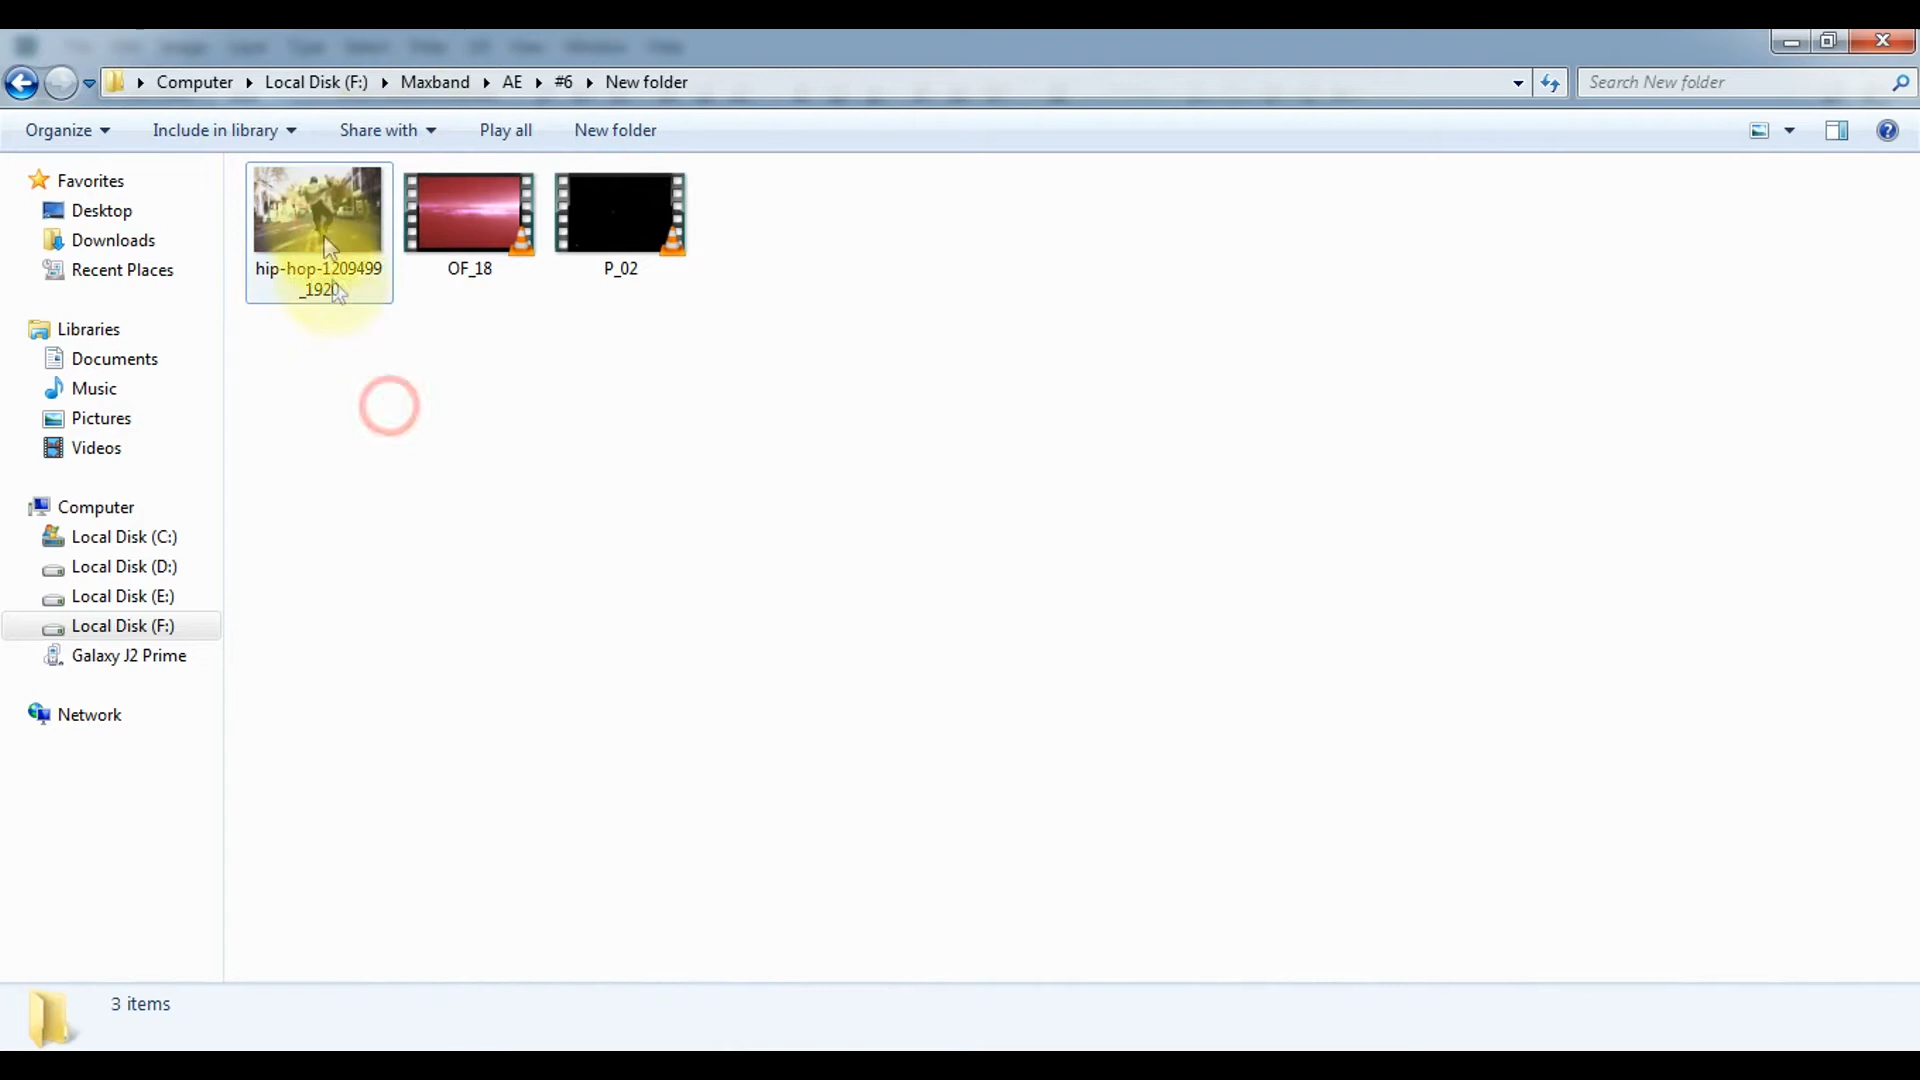 Computer Local Disk (F:) Maxband AE #6 New folder
Search New folder
Organize Include in library Share with Play all New folder
Favorites
Desktop
Downloads
Recent Places
Libraries
Documents
Music
Pictures
Videos
Computer
Local Disk (C:)
Local Disk (D:)
Local Disk (E:)
Local Disk (F:)
Galaxy J2 Prime
Network
hip-hop-1209499
_1920
OF_18
P_02
3 items